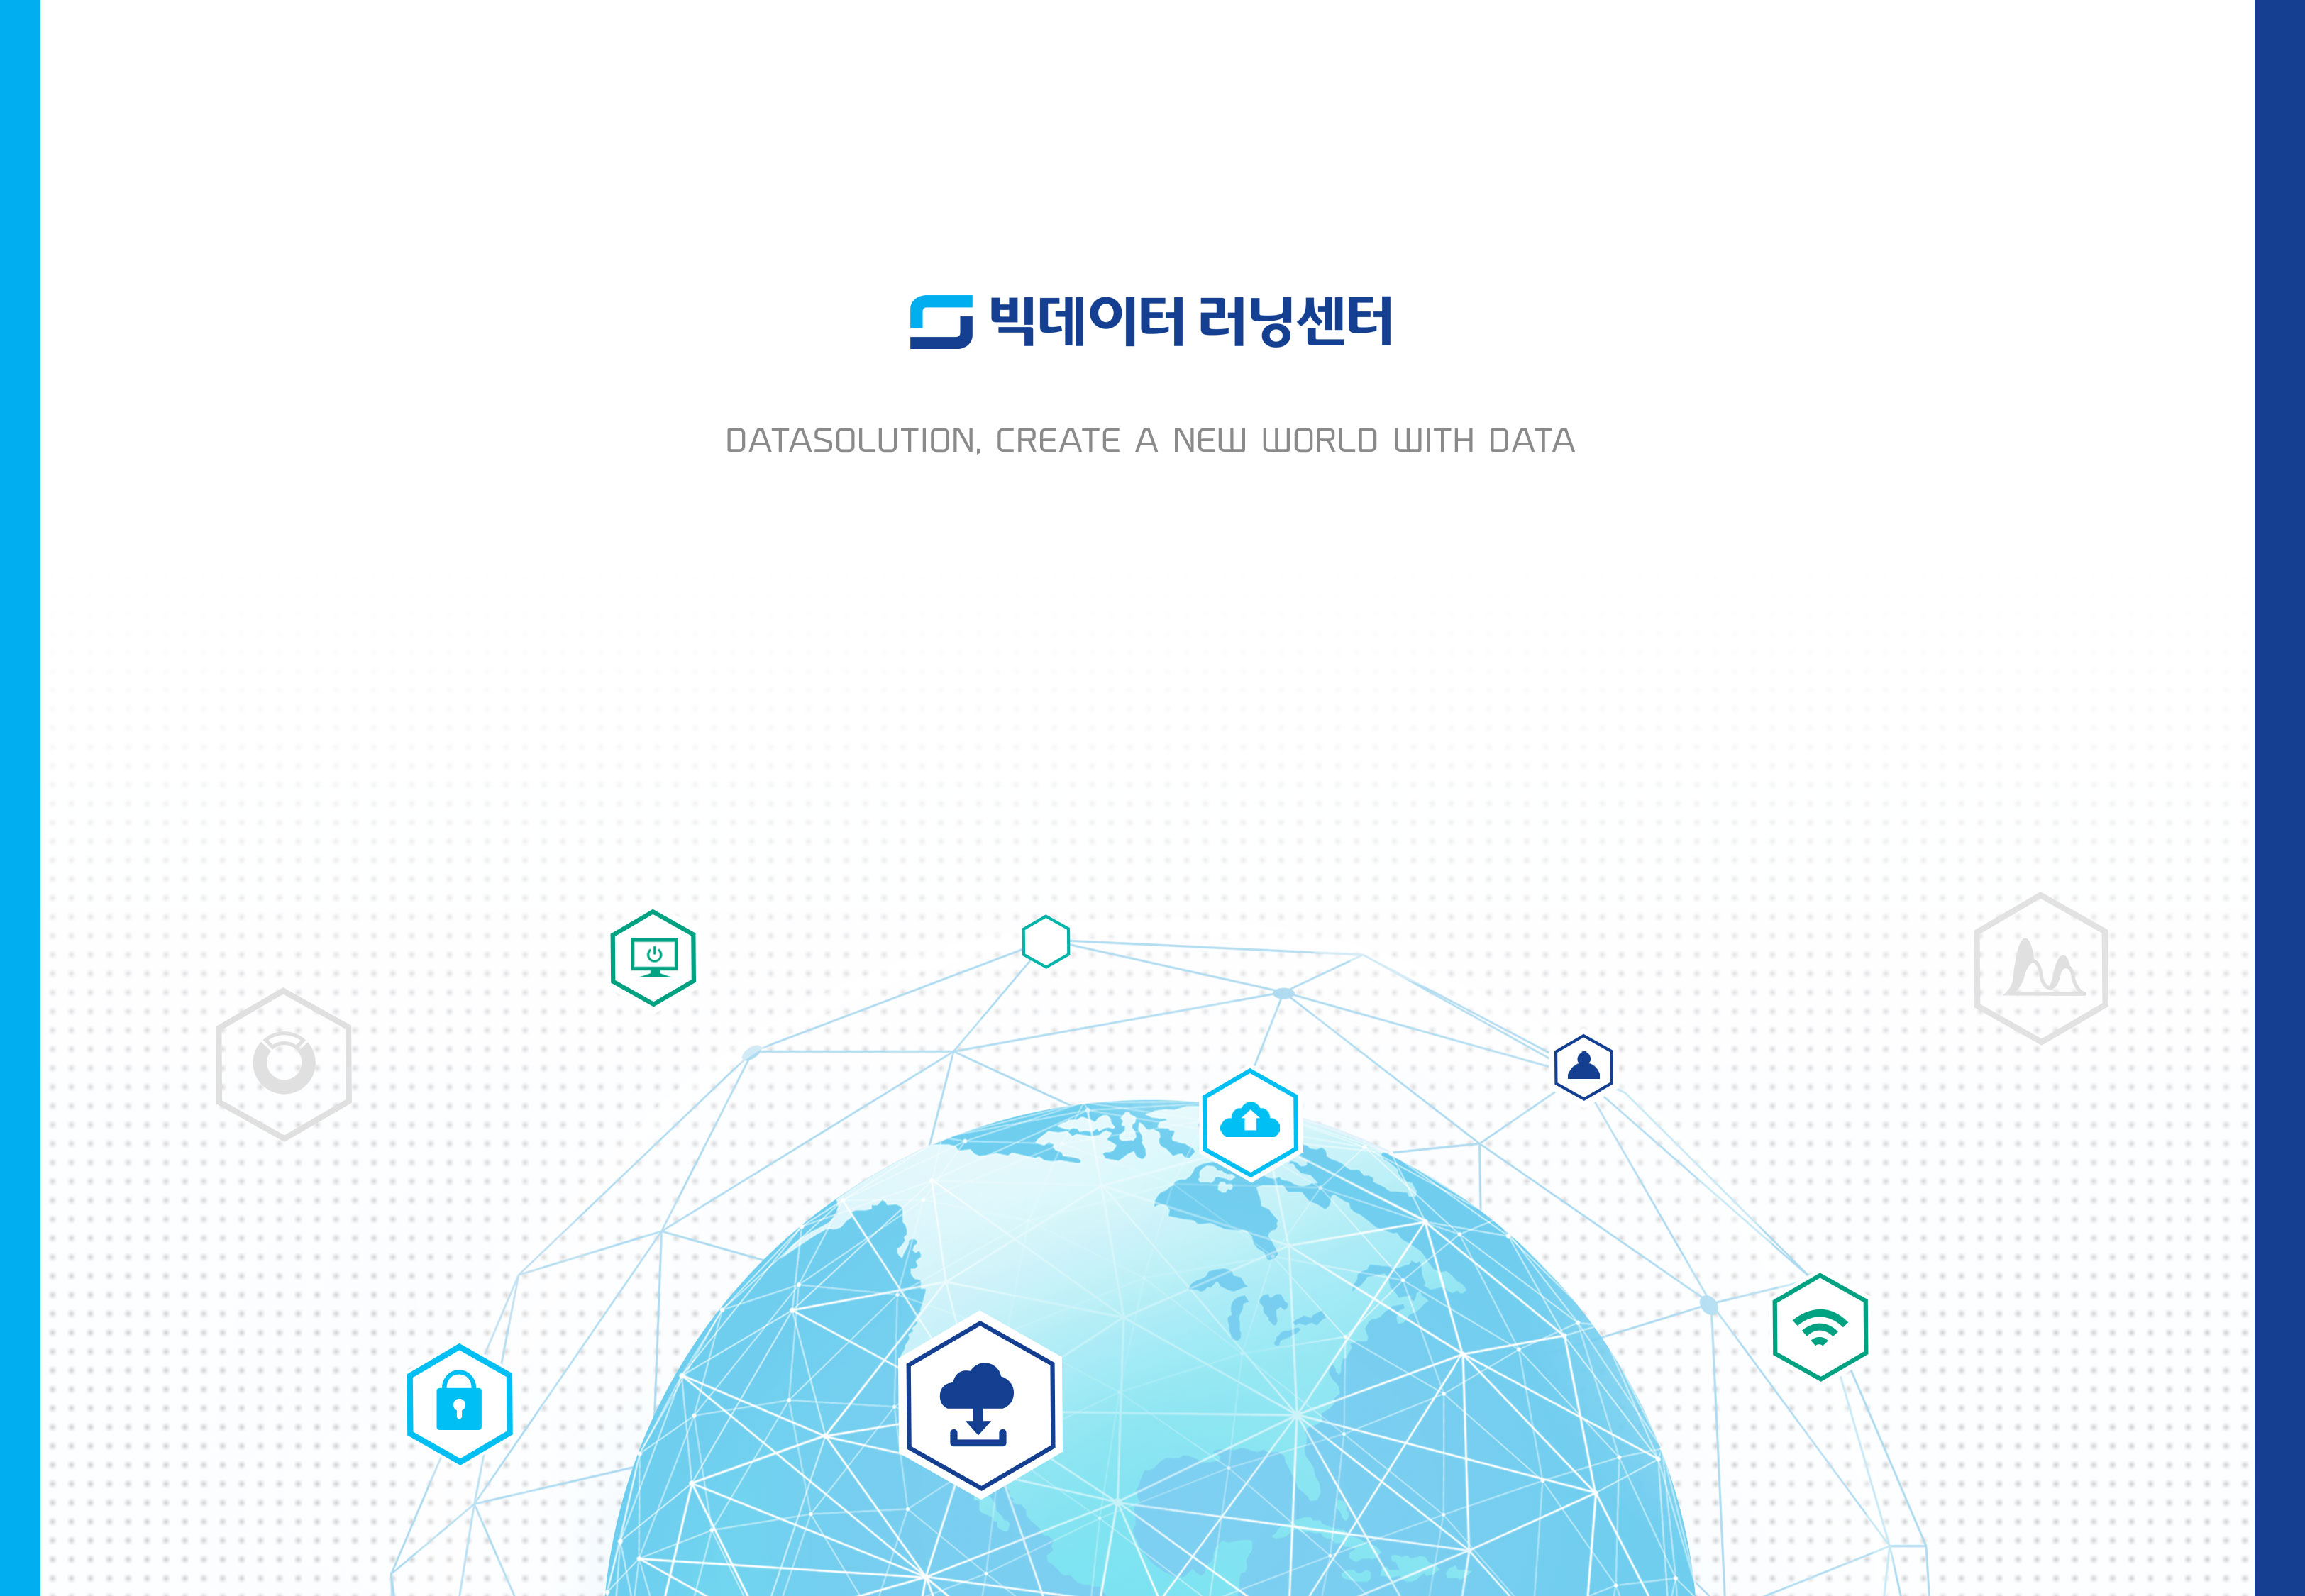 빅데이터 러닝센터
DATASOLUTION, CREATE A NEW WORLD WITH DATA